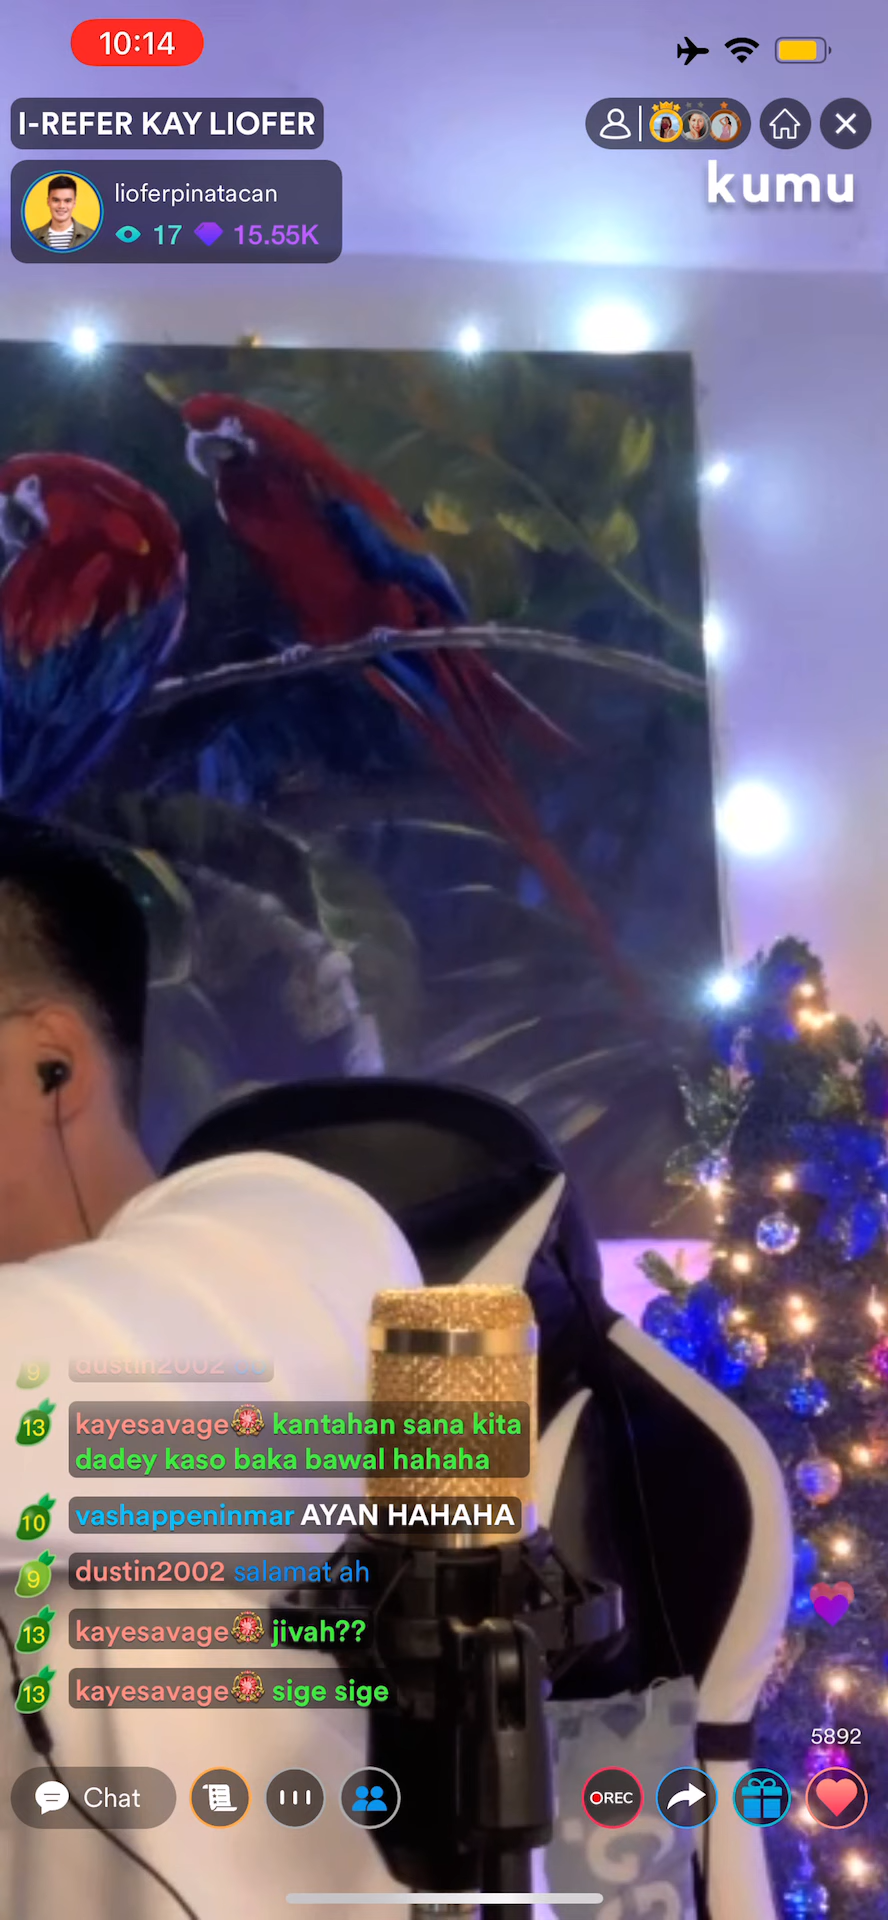 10:14
I-REFER KAY LIOFER
kumu
lioferpinatacan
17 15.55K
9 dustin2002
13 kayesavage kantahan sana kita
dadey kaso baka bawal hahaha
10 vashappeninmar AYAN HAHAHA
9 dustin2002 salamat ah
13 kayesavage jivah??
13 kayesavage sige sige
5892
Chat
REC